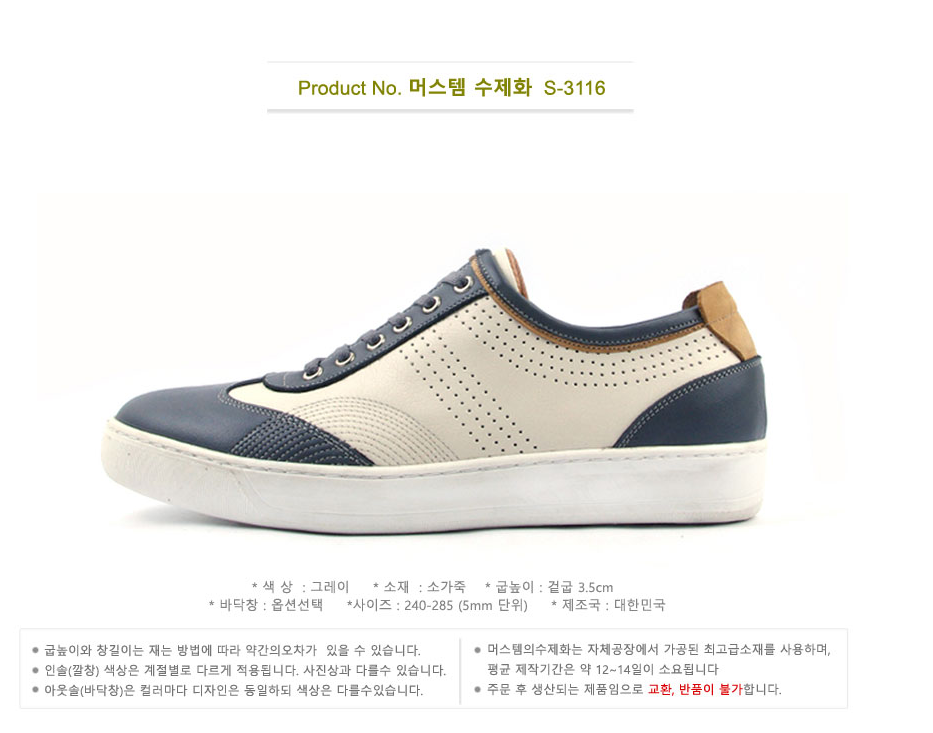 Product No. 머스템 수제화 S-3116
* 색 상 : 그레이 * 소재 : 소가죽 * 굽높이 : 겉굽 3.5cm
* 바닥창 : 옵션선택 *사이즈 : 240-285 (5mm 단위) * 제조국 : 대한민국
● 굽높이와 창길이는 재는 방법에 따라 약간의오차가 있을 수 있습니다.
● 인솔(깔창) 색상은 계절별로 다르게 적용됩니다. 사진상과 다를수 있습니다.
● 아웃솔(바닥창)은 컬러마다 디자인은 동일하되 색상은 다를수있습니다.
● 머스템의수제화는 자체공장에서 가공된 최고급소재를 사용하며,
평균 제작기간은 약 12~14일이 소요됩니다
● 주문 후 생산되는 제품임으로 교환, 반품이 불가합니다.